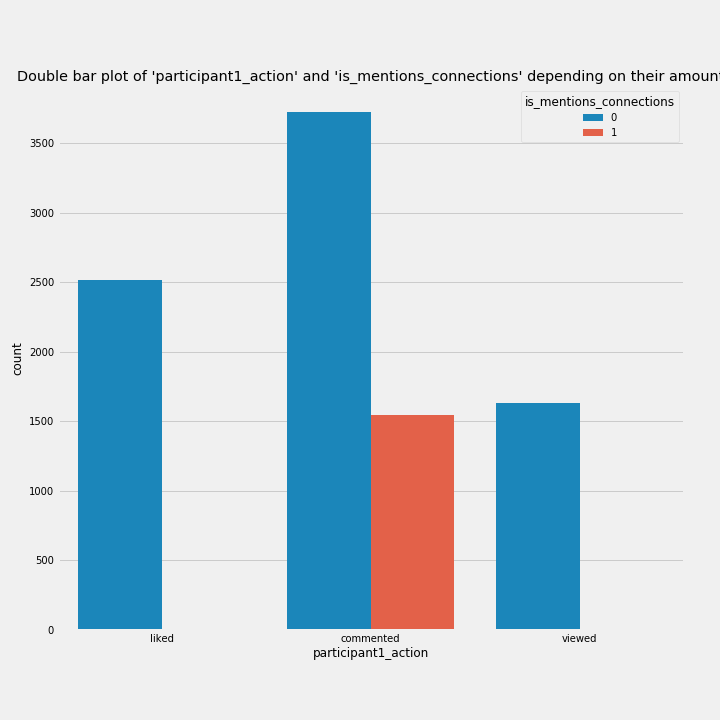 Double bar plot of 'participant1_action' and 'is_mentions_connections' depending on their amount
is_mentions_connections
0
1
3500
3000
2500
2000
1500
1000
500
0
count
liked commented viewed
participant1_action